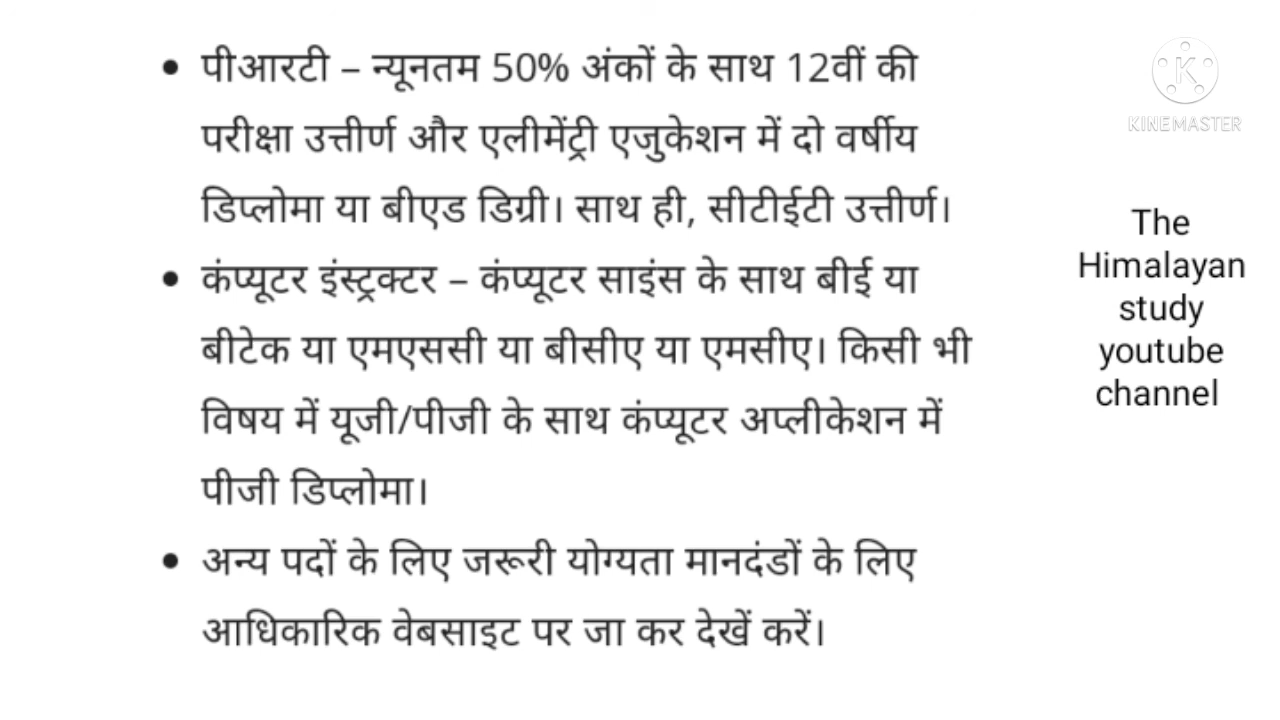 • पीआरटी – न्यूनतम 50% अंकों के साथ 12वीं की
परीक्षा उत्तीर्ण और एलीमेंट्री एजुकेशन में दो वर्षीय
डिप्लोमा या बीएड डिग्री। साथ ही, सीटीईटी उत्तीर्ण।
• कंप्यूटर इंस्ट्रक्टर – कंप्यूटर साइंस के साथ बीई या
बीटेक या एमएससी या बीसीए या एमसीए। किसी भी
विषय में यूजी/पीजी के साथ कंप्यूटर अप्लीकेशन में
पीजी डिप्लोमा।
• अन्य पदों के लिए जरूरी योग्यता मानदंडों के लिए
आधिकारिक वेबसाइट पर जा कर देखें करें।
K
KINEMASTER
The
Himalayan
study
youtube
channel